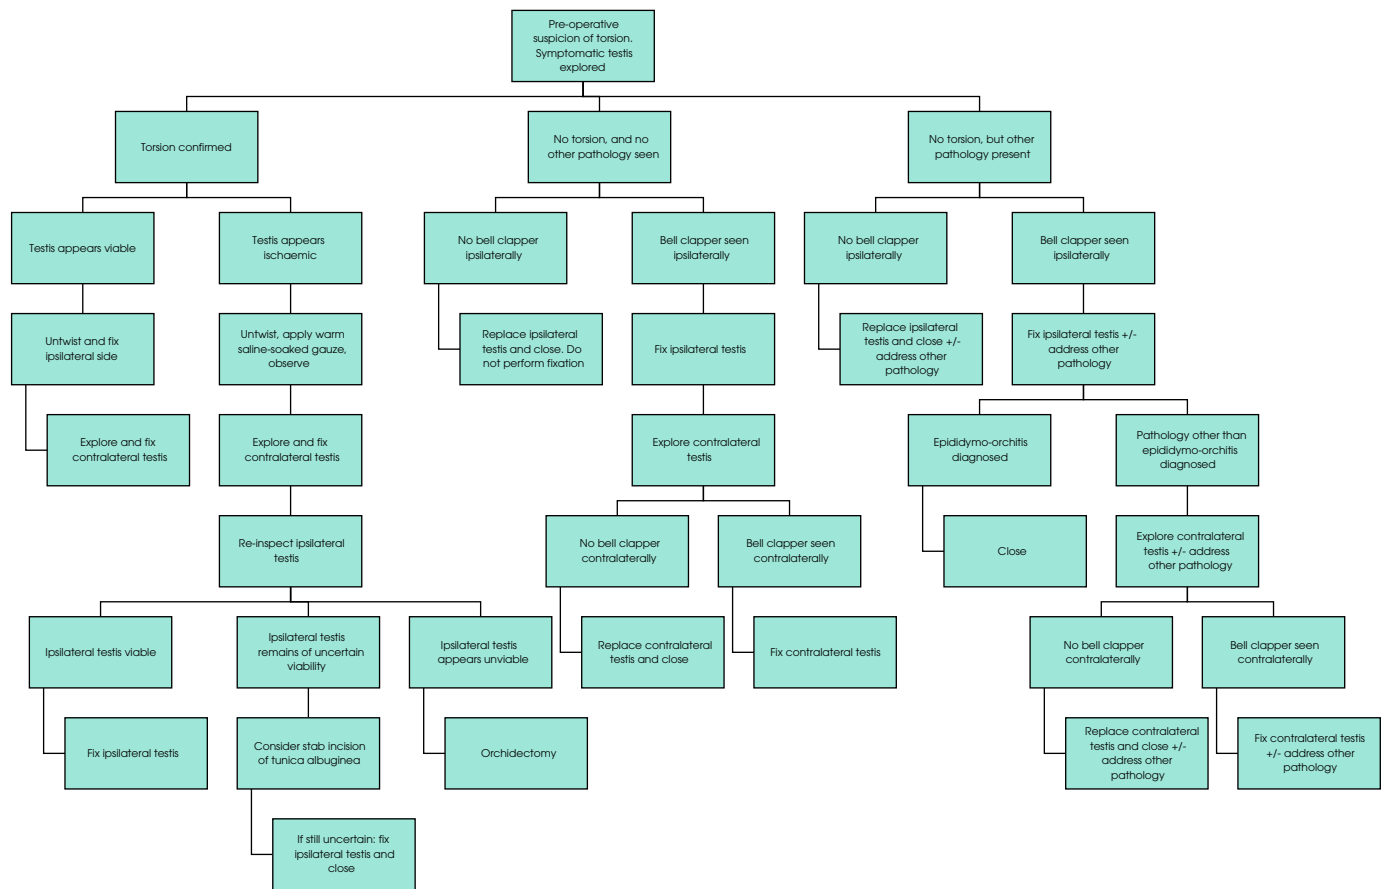 Pre-operative
suspicion of torsion.
Symptomatic testis
explored
Torsion confirmed
No torsion, and no
other pathology seen
No torsion, but other
pathology present
Testis appears viable
Testis appears
ischaemic
No bell clapper
ipsilaterally
Bell clapper seen
ipsilaterally
No bell clapper
ipsilaterally
Bell clapper seen
ipsilaterally
Untwist and fix
ipsilateral side
Untwist, apply warm
saline-soaked gauze,
observe
Replace ipsilateral
testis and close. Do
not perform fixation
Fix ipsilateral testis
Replace ipsilateral
testis and close +/-
address other
pathology
Fix ipsilateral testis +/-
address other
pathology
Explore and fix
contralateral testis
Explore and fix
contralateral testis
Explore contralateral
testis
Epididymo-orchitis
diagnosed
Pathology other than
epididymo-orchitis
diagnosed
Re-inspect ipsilateral
testis
No bell clapper
contralaterally
Bell clapper seen
contralaterally
Close
Explore contralateral
testis +/- address
other pathology
Ipsilateral testis viable
Ipsilateral testis
remains of uncertain
viability
Ipsilateral testis
appears unviable
Replace contralateral
testis and close
Fix contralateral testis
No bell clapper
contralaterally
Bell clapper seen
contralaterally
Fix ipsilateral testis
Consider stab incision
of tunica albuginea
Orchidectomy
Replace contralateral
testis and close +/-
address other
pathology
Fix contralateral testis
+/- address other
pathology
If still uncertain: fix
ipsilateral testis and
close